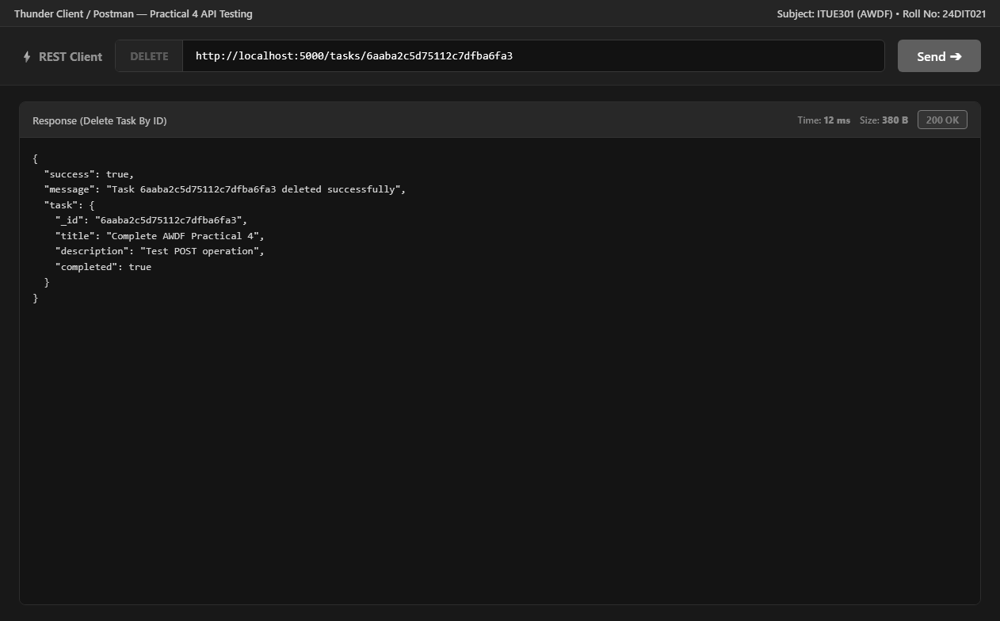 Thunder Client / Postman — Practical 4 API Testing
Subject: ITUE301 (AWDF) • Roll No: 24DIT021
REST Client
DELETE
http://localhost:5000/tasks/6aaba2c5d75112c7dfba6fa3
Send ➔
Response (Delete Task By ID)
Time: 12 ms Size: 380 B 200 OK
{
  "success": true,
  "message": "Task 6aaba2c5d75112c7dfba6fa3 deleted successfully",
  "task": {
    "_id": "6aaba2c5d75112c7dfba6fa3",
    "title": "Complete AWDF Practical 4",
    "description": "Test POST operation",
    "completed": true
  }
}